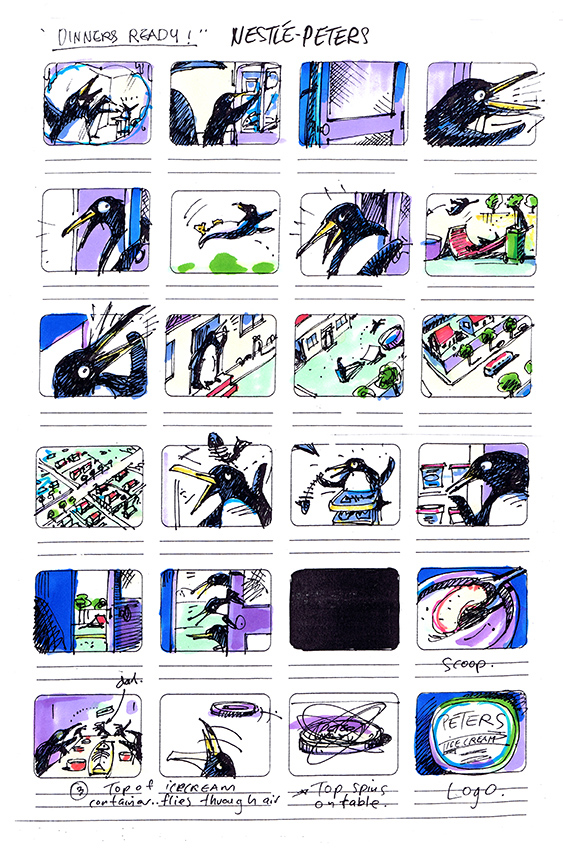 "DINNERS READY!" NESTLÉ-PETERS
Scoop.
③ Top of ICECREAM
container.. flies through air
Top spins
on table.
PETERS
ICE CREAM
Logo.